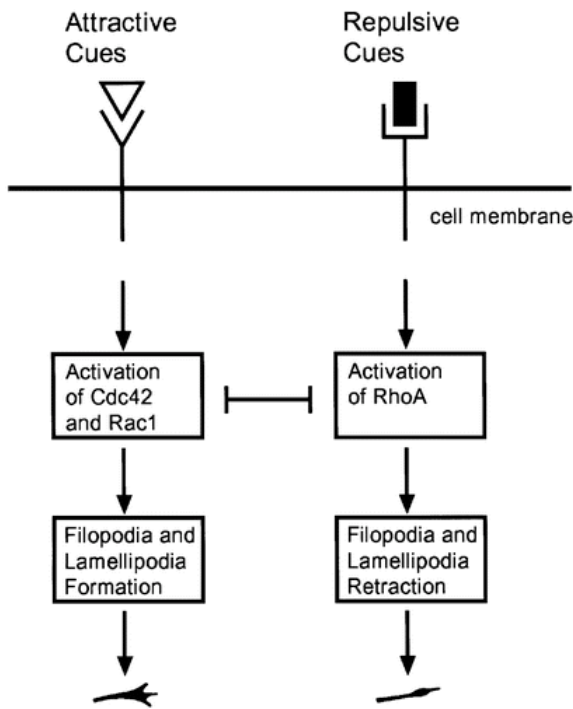 Attractive
Cues
Repulsive
Cues
cell membrane
Activation
of Cdc42
and Rac1
Activation
of RhoA
Filopodia and
Lamellipodia
Formation
Filopodia and
Lamellipodia
Retraction